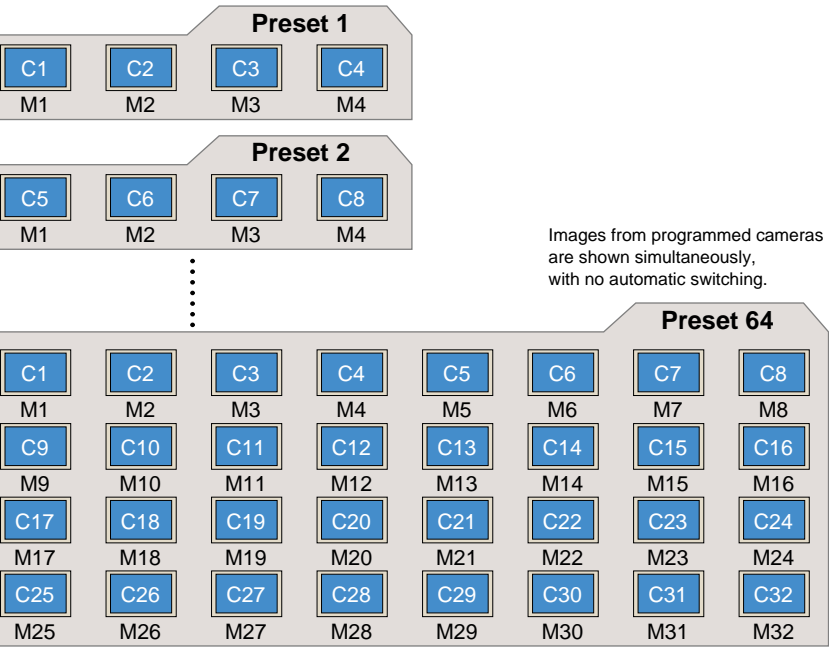 Preset 1
C1 C2 C3 C4
M1 M2 M3 M4
Preset 2
C5 C6 C7 C8
M1 M2 M3 M4
Images from programmed cameras
are shown simultaneously,
with no automatic switching.
Preset 64
C1 C2 C3 C4 C5 C6 C7 C8
M1 M2 M3 M4 M5 M6 M7 M8
C9 C10 C11 C12 C13 C14 C15 C16
M9 M10 M11 M12 M13 M14 M15 M16
C17 C18 C19 C20 C21 C22 C23 C24
M17 M18 M19 M20 M21 M22 M23 M24
C25 C26 C27 C28 C29 C30 C31 C32
M25 M26 M27 M28 M29 M30 M31 M32